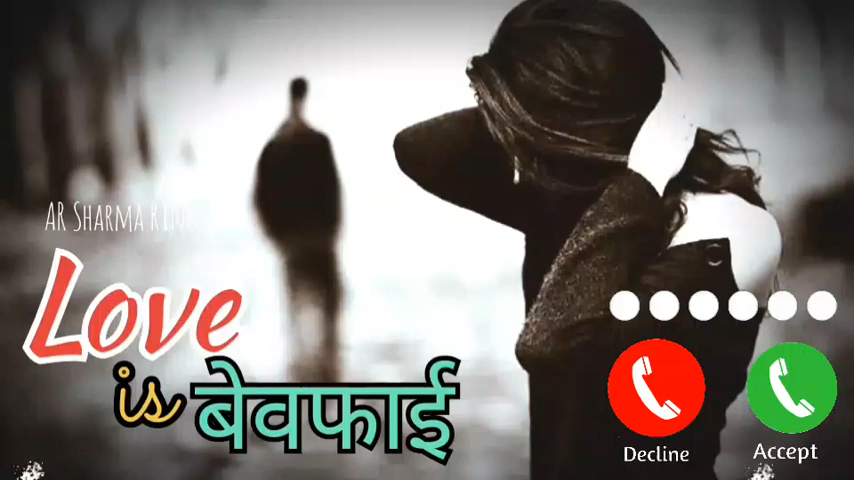 AR SHARMA
Love
is बेवफाई
Decline
Accept